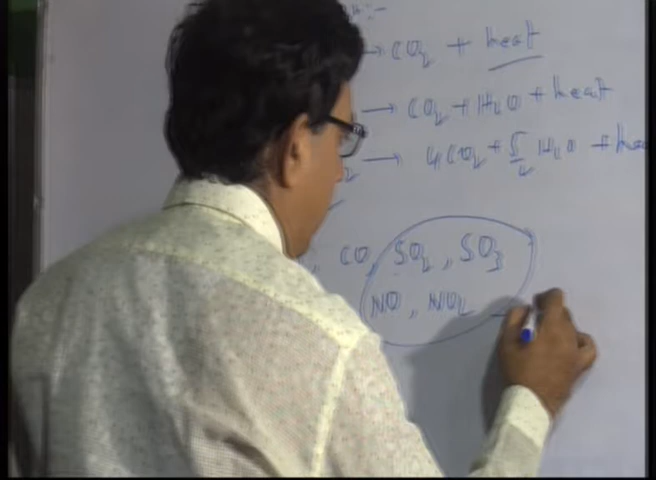 → CO₂ + heat
→ CO₂ + H₂O + heat
→ 4CO₂ + 5/2 H₂O + hea
, CO, SO₂, SO₃
NO, NO₂